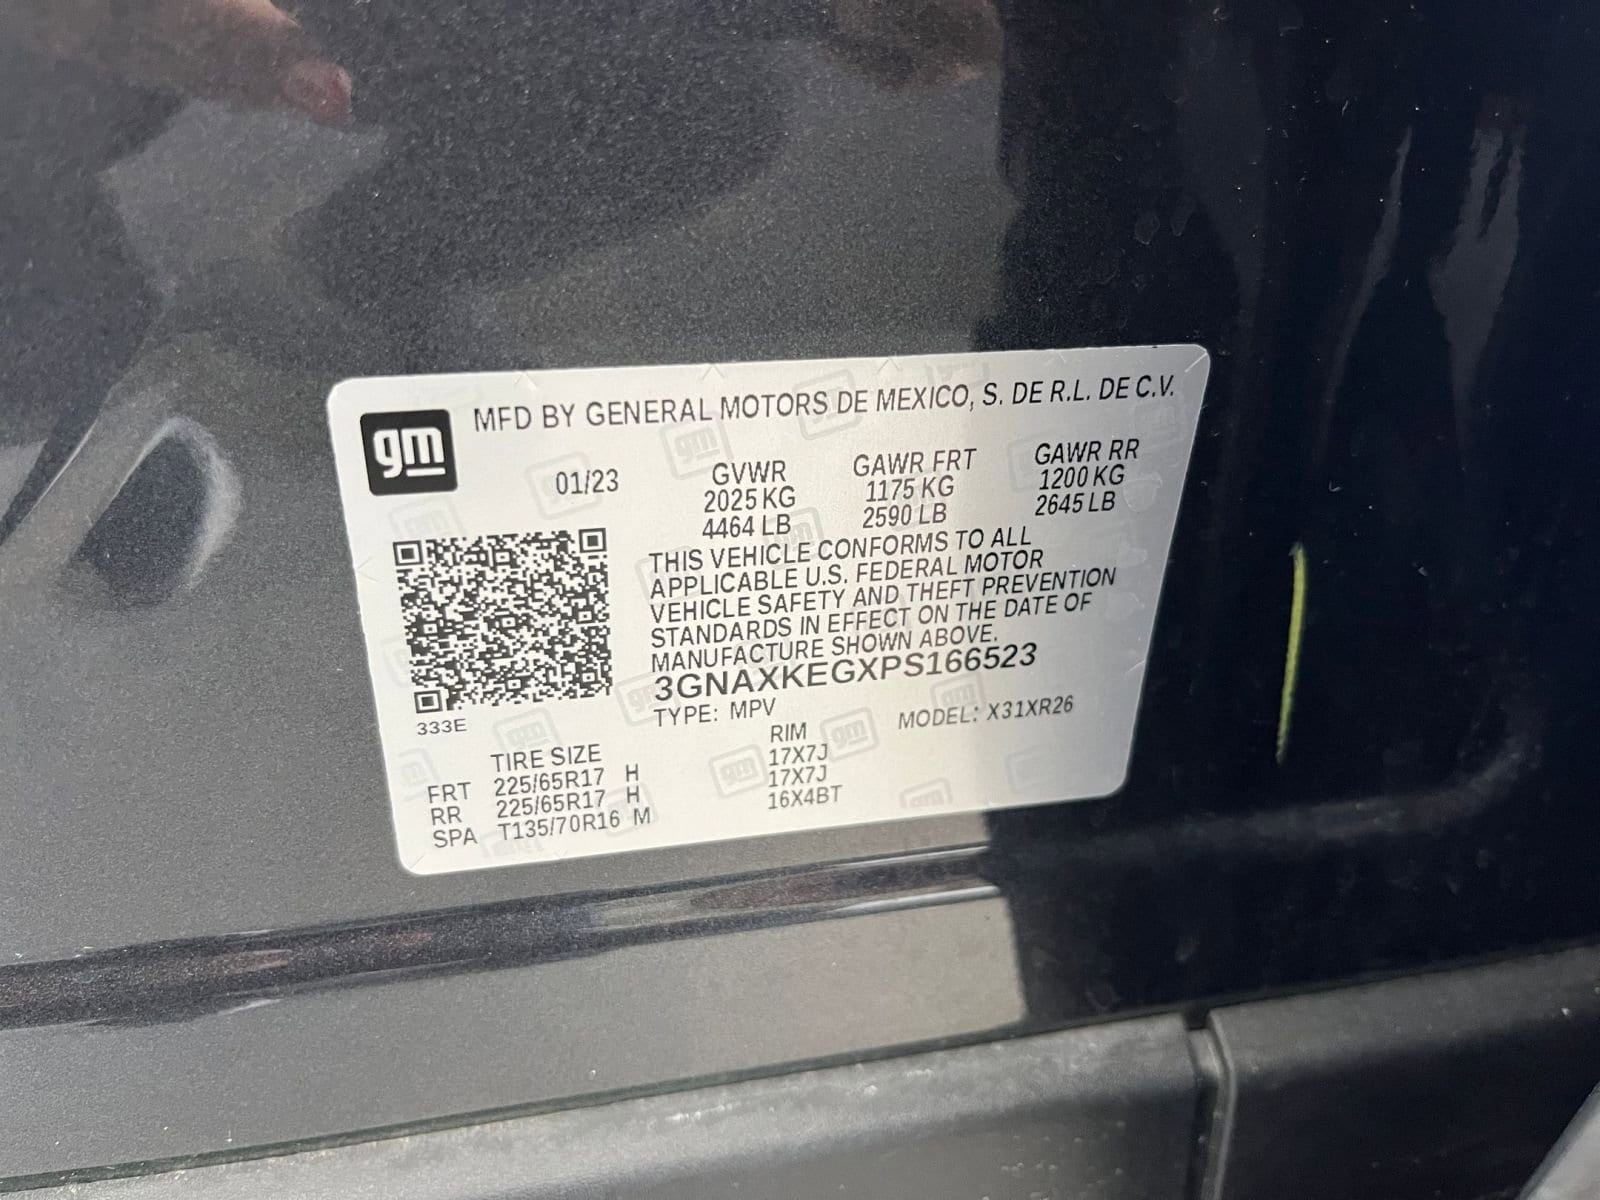 gm
MFD BY GENERAL MOTORS DE MEXICO, S. DE R.L. DE C.V.
01/23 GVWR GAWR FRT GAWR RR
2025 KG 1175 KG 1200 KG
4464 LB 2590 LB 2645 LB
THIS VEHICLE CONFORMS TO ALL
APPLICABLE U.S. FEDERAL MOTOR
VEHICLE SAFETY AND THEFT PREVENTION
STANDARDS IN EFFECT ON THE DATE OF
MANUFACTURE SHOWN ABOVE.
3GNAXKEGXPS166523
TYPE: MPV MODEL: X31XR26
333E
TIRE SIZE RIM
FRT 225/65R17 H 17X7J
RR 225/65R17 H 17X7J
SPA T135/70R16 M 16X4BT